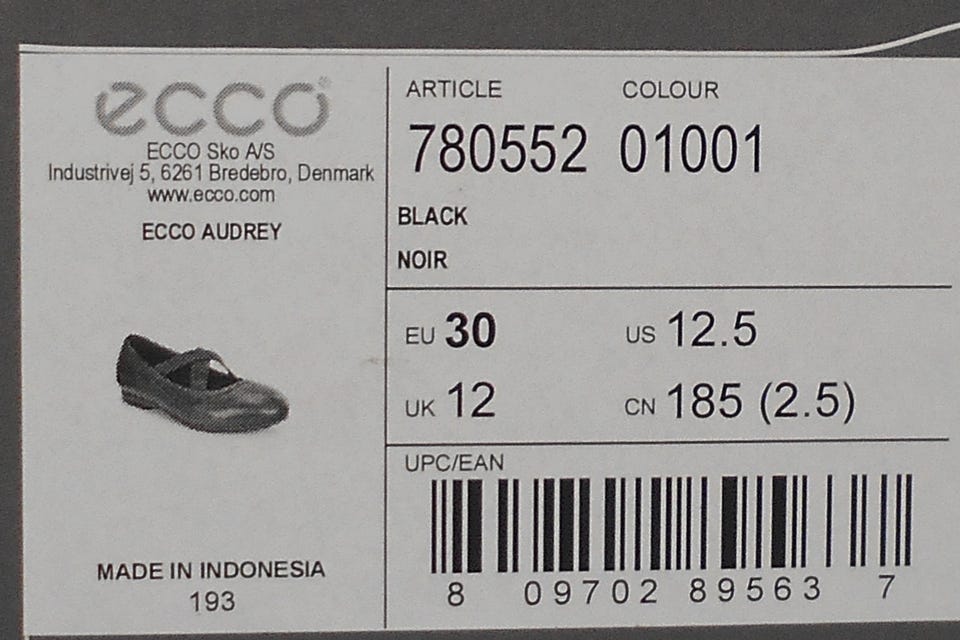 ecco®
ECCO Sko A/S
Industrivej 5, 6261 Bredebro, Denmark
www.ecco.com
ECCO AUDREY
MADE IN INDONESIA
193
ARTICLE COLOUR
780552 01001
BLACK
NOIR
EU 30 US 12.5
UK 12 CN 185 (2.5)
UPC/EAN
8 09702 89563 7